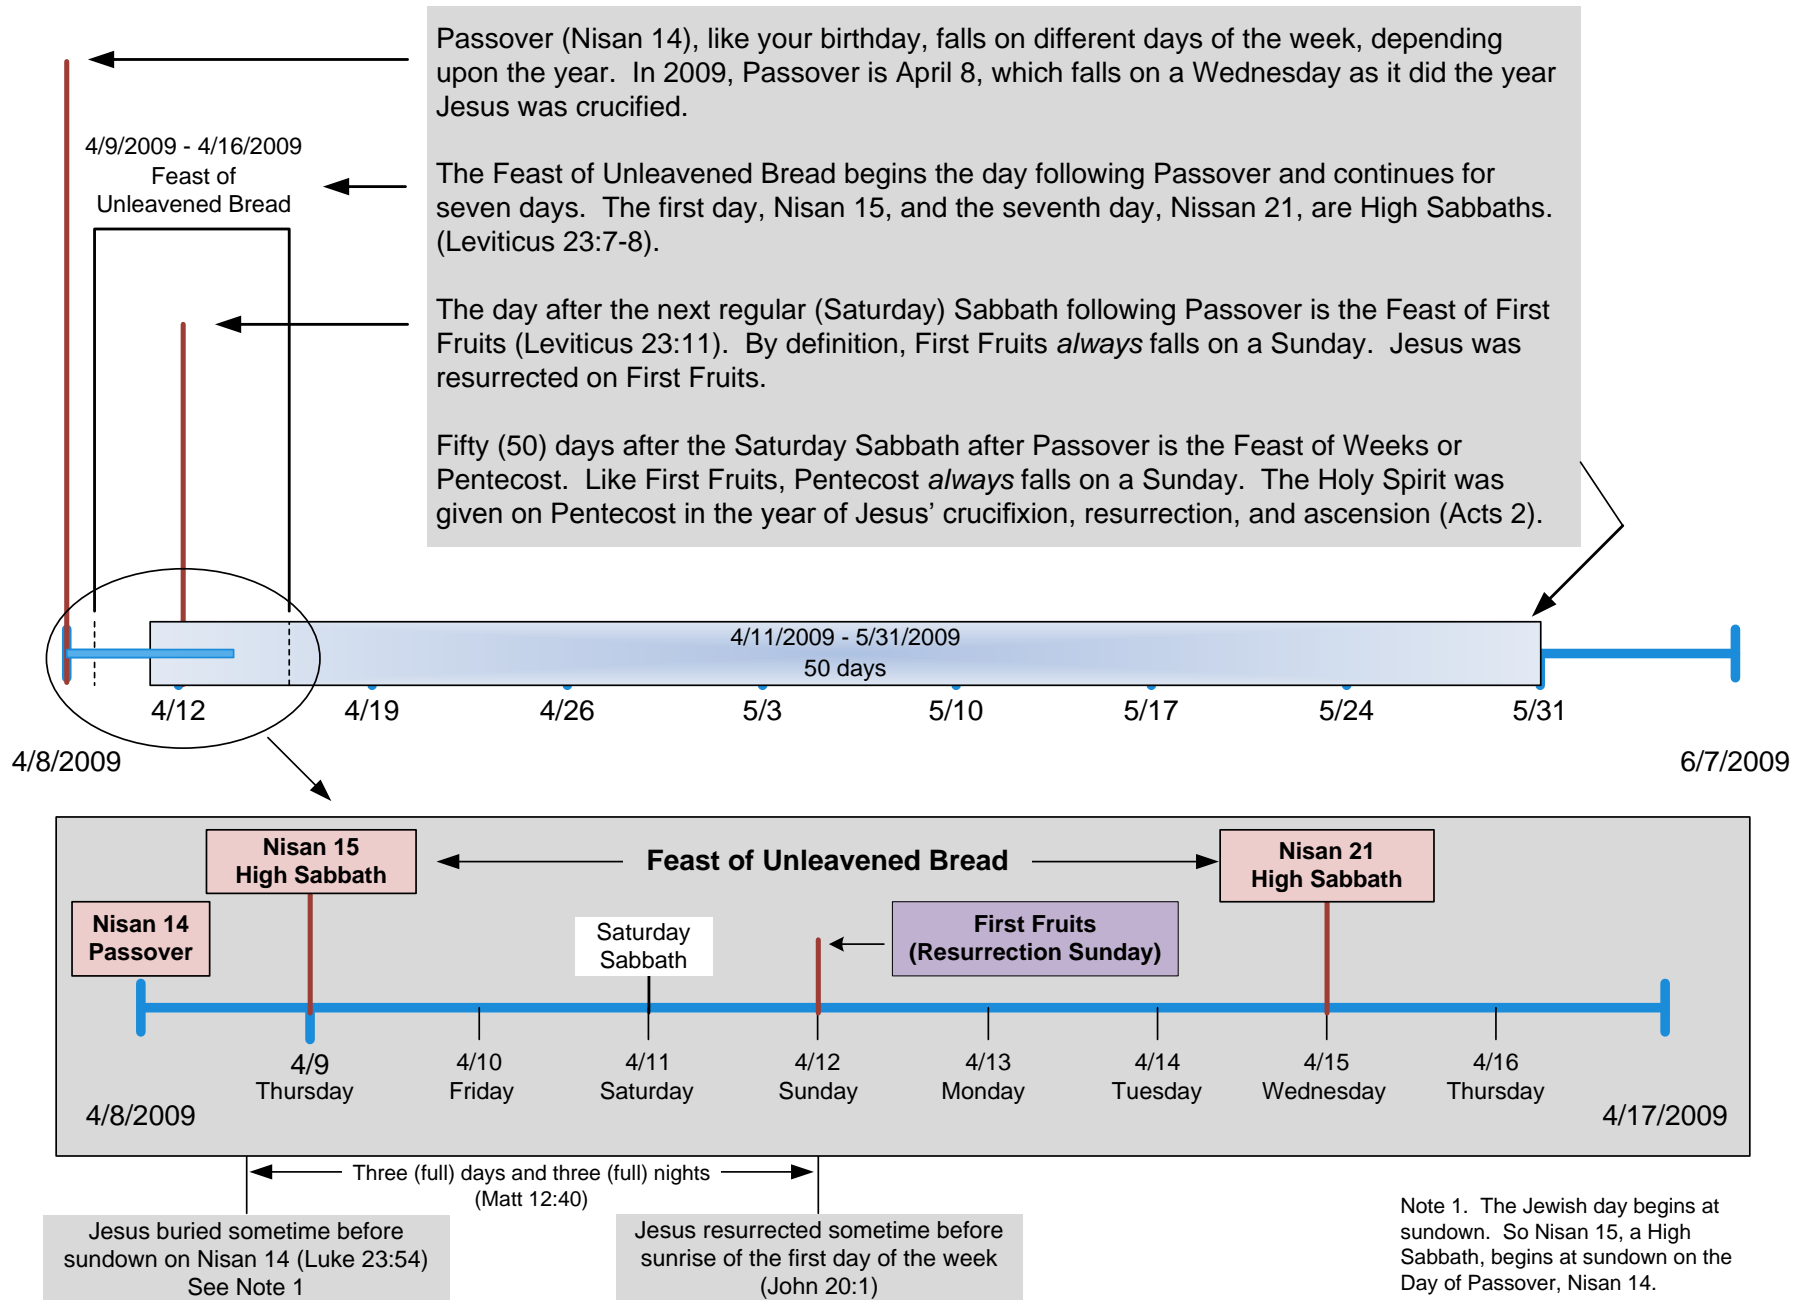 Passover (Nisan 14), like your birthday, falls on different days of the week, depending
upon the year.  In 2009, Passover is April 8, which falls on a Wednesday as it did the year
Jesus was crucified.
The Feast of Unleavened Bread begins the day following Passover and continues for
seven days.  The first day, Nisan 15, and the seventh day, Nissan 21, are High Sabbaths.
(Leviticus 23:7-8).
The day after the next regular (Saturday) Sabbath following Passover is the Feast of First
Fruits (Leviticus 23:11).  By definition, First Fruits always falls on a Sunday.  Jesus was
resurrected on First Fruits.
Fifty (50) days after the Saturday Sabbath after Passover is the Feast of Weeks or
Pentecost.  Like First Fruits, Pentecost always falls on a Sunday.  The Holy Spirit was
given on Pentecost in the year of Jesus’ crucifixion, resurrection, and ascension (Acts 2).
4/9/2009 - 4/16/2009
Feast of
Unleavened Bread
4/11/2009 - 5/31/2009
50 days
4/12
4/19
4/26
5/3
5/10
5/17
5/24
5/31
4/8/2009
6/7/2009
Nisan 15
High Sabbath
Feast of Unleavened Bread
Nisan 21
High Sabbath
Nisan 14
Passover
Saturday
Sabbath
First Fruits
(Resurrection Sunday)
4/9
Thursday
4/10
Friday
4/11
Saturday
4/12
Sunday
4/13
Monday
4/14
Tuesday
4/15
Wednesday
4/16
Thursday
4/8/2009
4/17/2009
Three (full) days and three (full) nights
(Matt 12:40)
Jesus buried sometime before
sundown on Nisan 14 (Luke 23:54)
See Note 1
Jesus resurrected sometime before
sunrise of the first day of the week
(John 20:1)
Note 1.  The Jewish day begins at
sundown.  So Nisan 15, a High
Sabbath, begins at sundown on the
Day of Passover, Nisan 14.